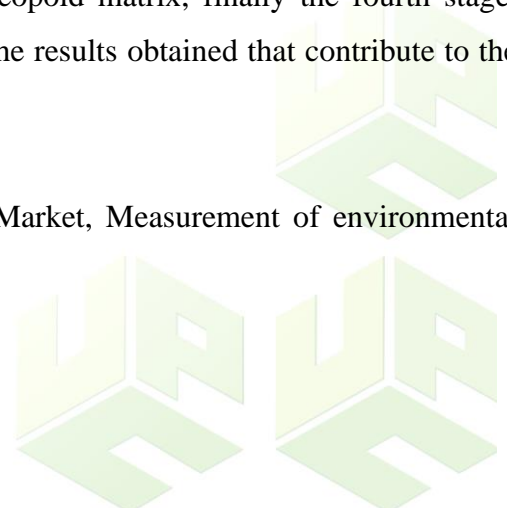 eopold matrix, finally the fourth stage
he results obtained that contribute to the
Market, Measurement of environmenta